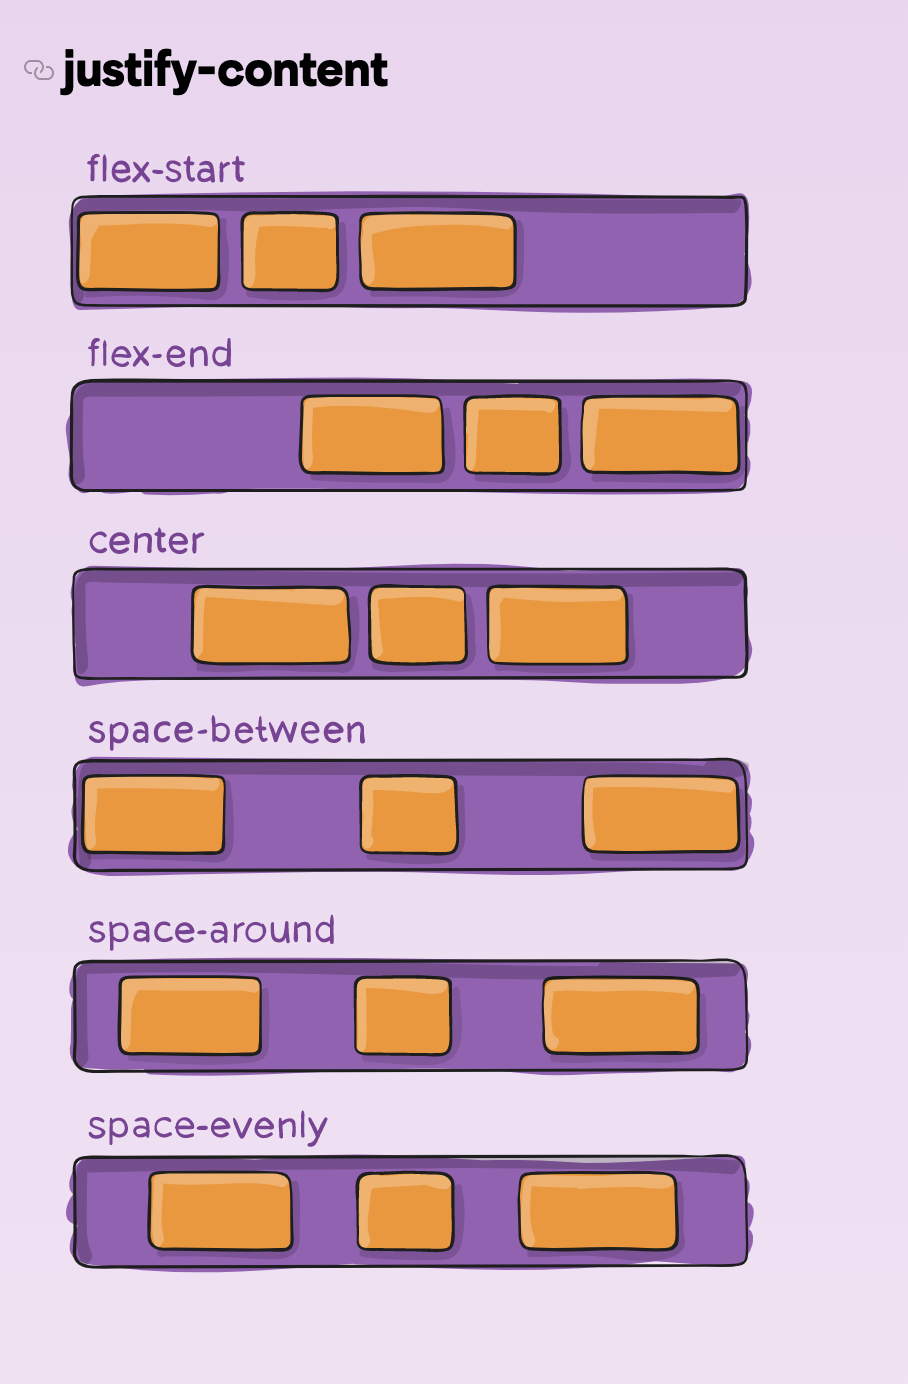 justify-content
flex-start
flex-end
center
space-between
space-around
space-evenly